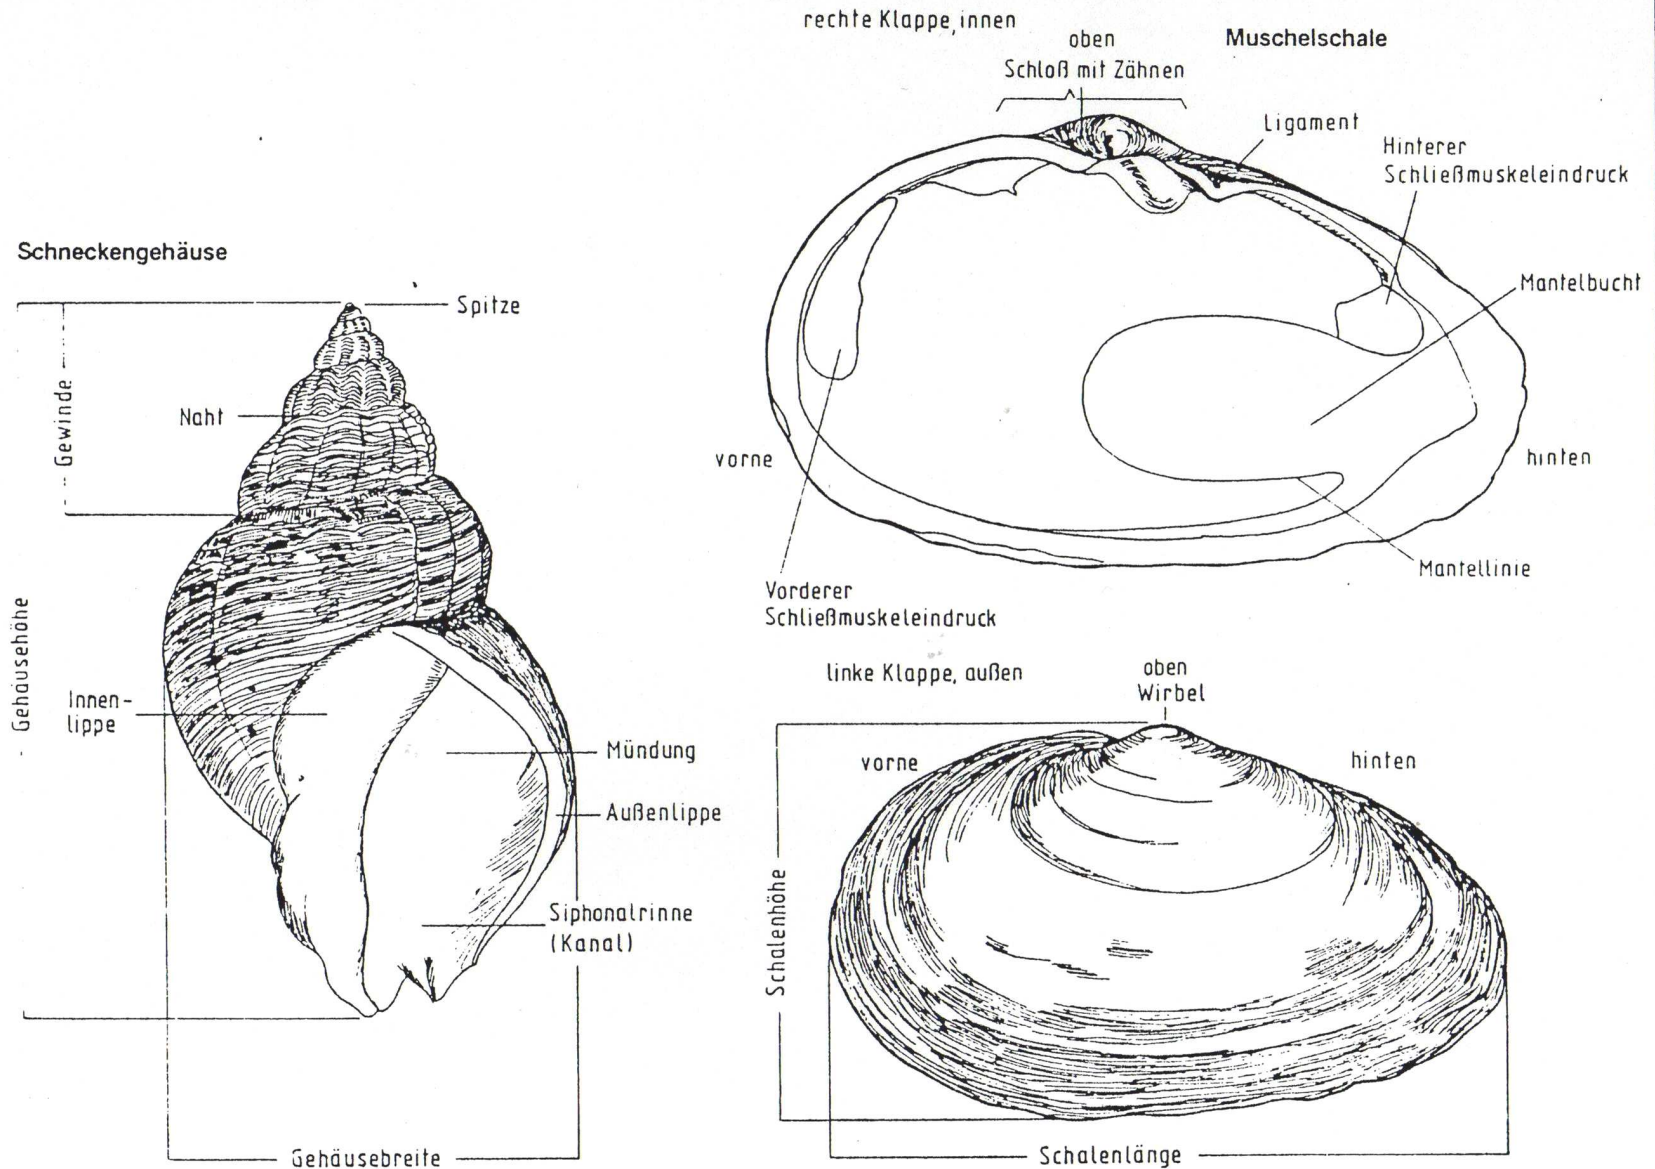 Schneckengehäuse
Spitze
Gewinde
Naht
Gehäusehöhe
Innen-
lippe
Mündung
Außenlippe
Siphonalrinne
(Kanal)
Gehäusebreite
rechte Klappe, innen
Muschelschale
oben
Schloß mit Zähnen
Ligament
Hinterer
Schließmuskeleindruck
Mantelbucht
vorne
hinten
Mantellinie
Vorderer
Schließmuskeleindruck
linke Klappe, außen
oben
Wirbel
vorne
hinten
Schalenhöhe
Schalenlänge